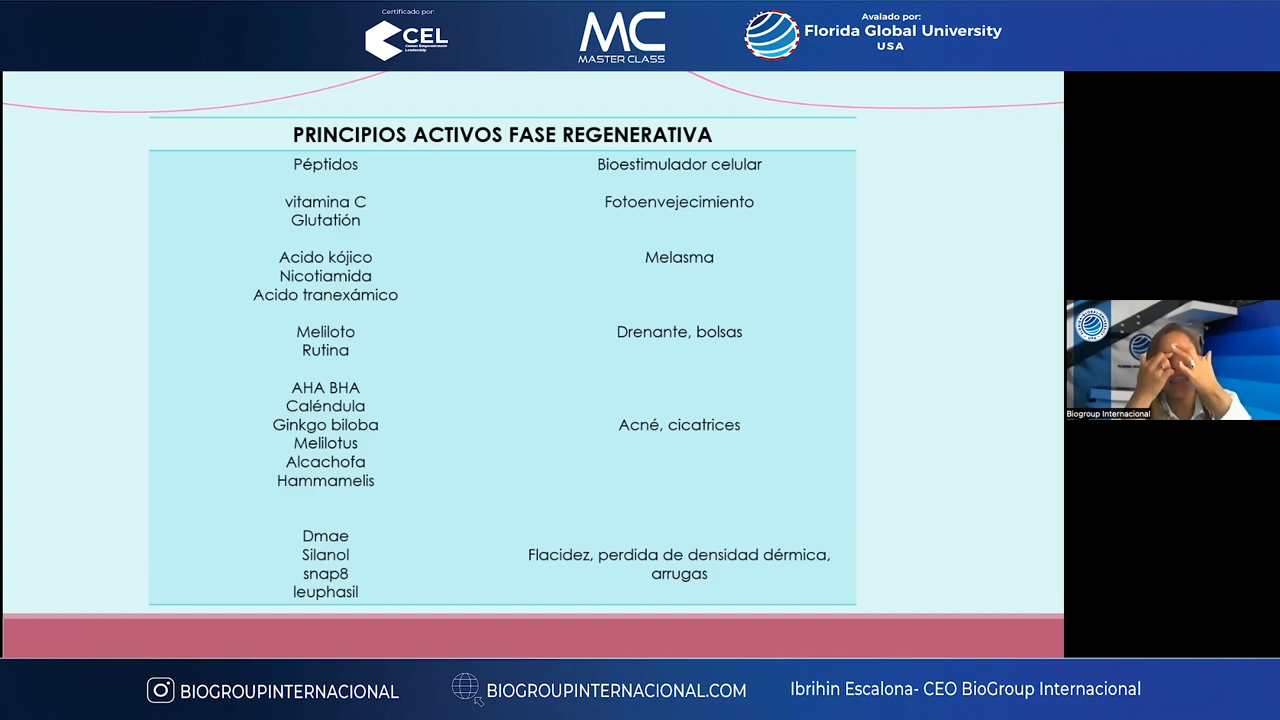 Certificado por:
CEL
Career Empowerment
Leadership
MC
MASTER CLASS
Avalado por:
Florida Global University
USA
PRINCIPIOS ACTIVOS FASE REGENERATIVA
Péptidos Bioestimulador celular
vitamina C Fotoenvejecimiento
Glutatión
Acido kójico Melasma
Nicotiamida
Acido tranexámico
Meliloto Drenante, bolsas
Rutina
AHA BHA
Caléndula
Ginkgo biloba Acné, cicatrices
Melilotus
Alcachofa
Hammamelis
Dmae
Silanol Flacidez, perdida de densidad dérmica,
snap8 arrugas
leuphasil
Biogroup Internacional
BIOGROUPINTERNACIONAL
BIOGROUPINTERNACIONAL.COM
Ibrihin Escalona- CEO BioGroup Internacional